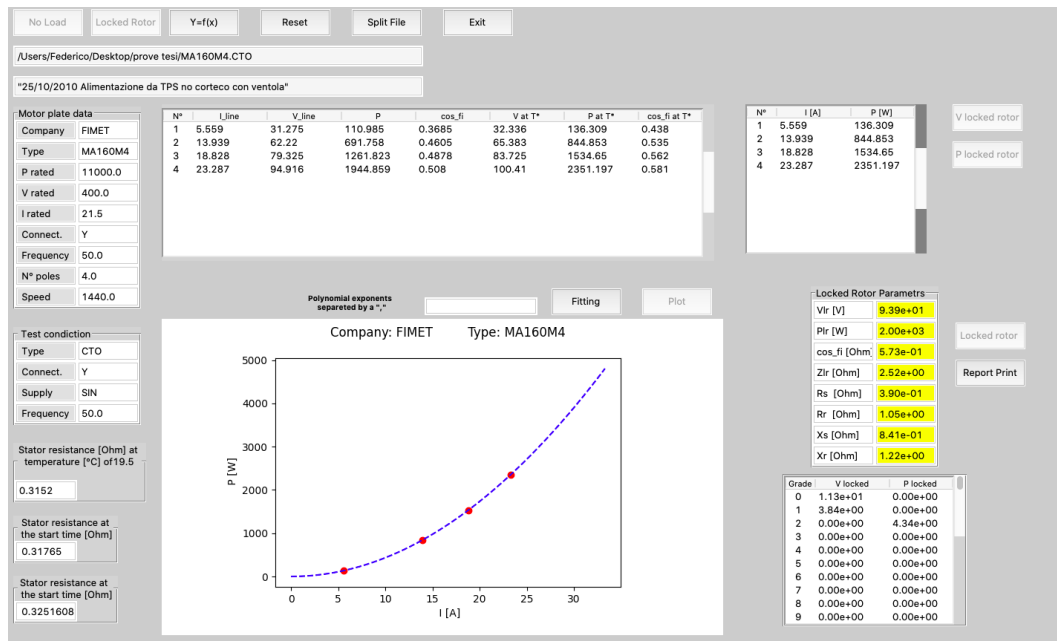 No Load Locked Rotor Y=f(x) Reset Split File Exit
/Users/Federico/Desktop/prove tesi/MA160M4.CTO
"25/10/2010 Alimentazione da TPS no corteco con ventola"
Motor plate data
Company FIMET
Type MA160M4
P rated 11000.0
V rated 400.0
I rated 21.5
Connect. Y
Frequency 50.0
N° poles 4.0
Speed 1440.0
N° I_line V_line P cos_fi V at T* P at T* cos_fi at T*
1 5.559 31.275 110.985 0.3685 32.336 136.309 0.438
2 13.939 62.22 691.758 0.4605 65.383 844.853 0.535
3 18.828 79.325 1261.823 0.4878 83.725 1534.65 0.562
4 23.287 94.916 1944.859 0.508 100.41 2351.197 0.581
N° I [A] P [W]
1 5.559 136.309
2 13.939 844.853
3 18.828 1534.65
4 23.287 2351.197
V locked rotor
P locked rotor
Test condiction
Type CTO
Connect. Y
Supply SIN
Frequency 50.0
Stator resistance [Ohm] at
temperature [°C] of19.5
0.3152
Stator resistance at
the start time [Ohm]
0.31765
Stator resistance at
the start time [Ohm]
0.3251608
Polynomial exponents
separeted by a ","
Fitting Plot
Company: FIMET Type: MA160M4
5000
4000
3000
2000
1000
0
P [W]
0 5 10 15 20 25 30
I [A]
Locked Rotor Parametrs
Vlr [V] 9.39e+01
Plr [W] 2.00e+03
cos_fi [Ohm] 5.73e-01
Zlr [Ohm] 2.52e+00
Rs [Ohm] 3.90e-01
Rr [Ohm] 1.05e+00
Xs [Ohm] 8.41e-01
Xr [Ohm] 1.22e+00
Locked rotor
Report Print
Grade V locked P locked
0 1.13e+01 0.00e+00
1 3.84e+00 0.00e+00
2 0.00e+00 4.34e+00
3 0.00e+00 0.00e+00
4 0.00e+00 0.00e+00
5 0.00e+00 0.00e+00
6 0.00e+00 0.00e+00
7 0.00e+00 0.00e+00
8 0.00e+00 0.00e+00
9 0.00e+00 0.00e+00